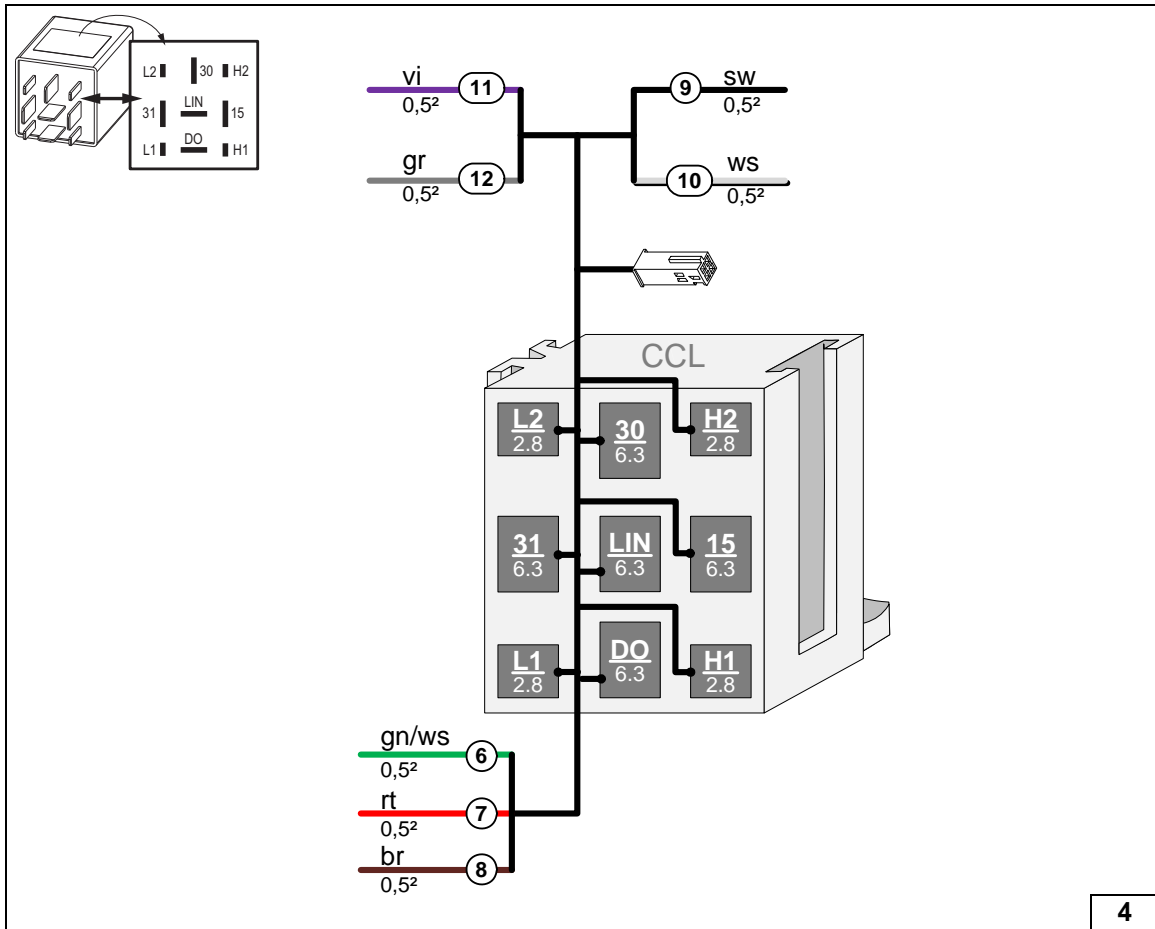 L2 30 H2
31 LIN 15
L1 DO H1
vi 11
0,5²
9 sw
0,5²
gr 12
0,5²
10 ws
0,5²
CCL
L2
2.8
30
6.3
H2
2.8
31
6.3
LIN
6.3
15
6.3
L1
2.8
DO
6.3
H1
2.8
gn/ws 6
0,5²
rt 7
0,5²
br 8
0,5²
4